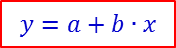 y = a + b · x